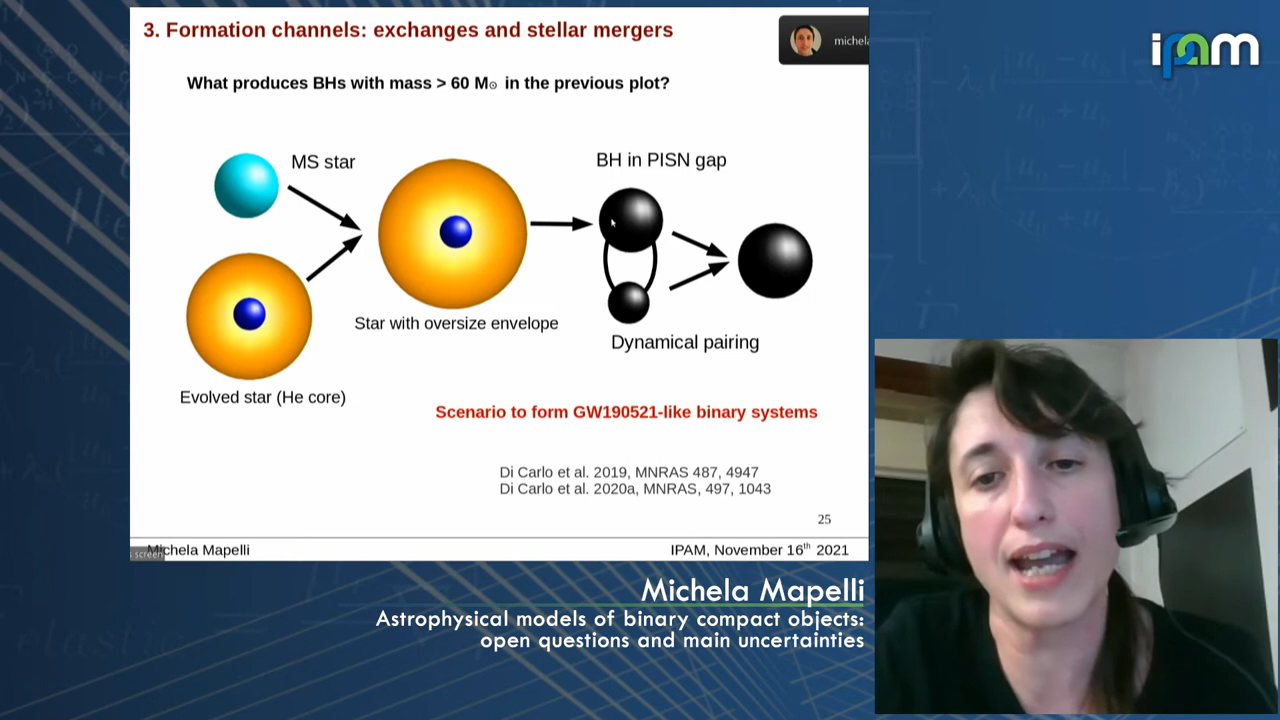 3. Formation channels: exchanges and stellar mergers
michela
ipam
What produces BHs with mass > 60 M⊙ in the previous plot?
MS star
BH in PISN gap
Star with oversize envelope
Dynamical pairing
Evolved star (He core)
Scenario to form GW190521-like binary systems
Di Carlo et al. 2019, MNRAS 487, 4947
Di Carlo et al. 2020a, MNRAS, 497, 1043
25
screen
Michela Mapelli
IPAM, November 16th 2021
Michela Mapelli
Astrophysical models of binary compact objects:
open questions and main uncertainties